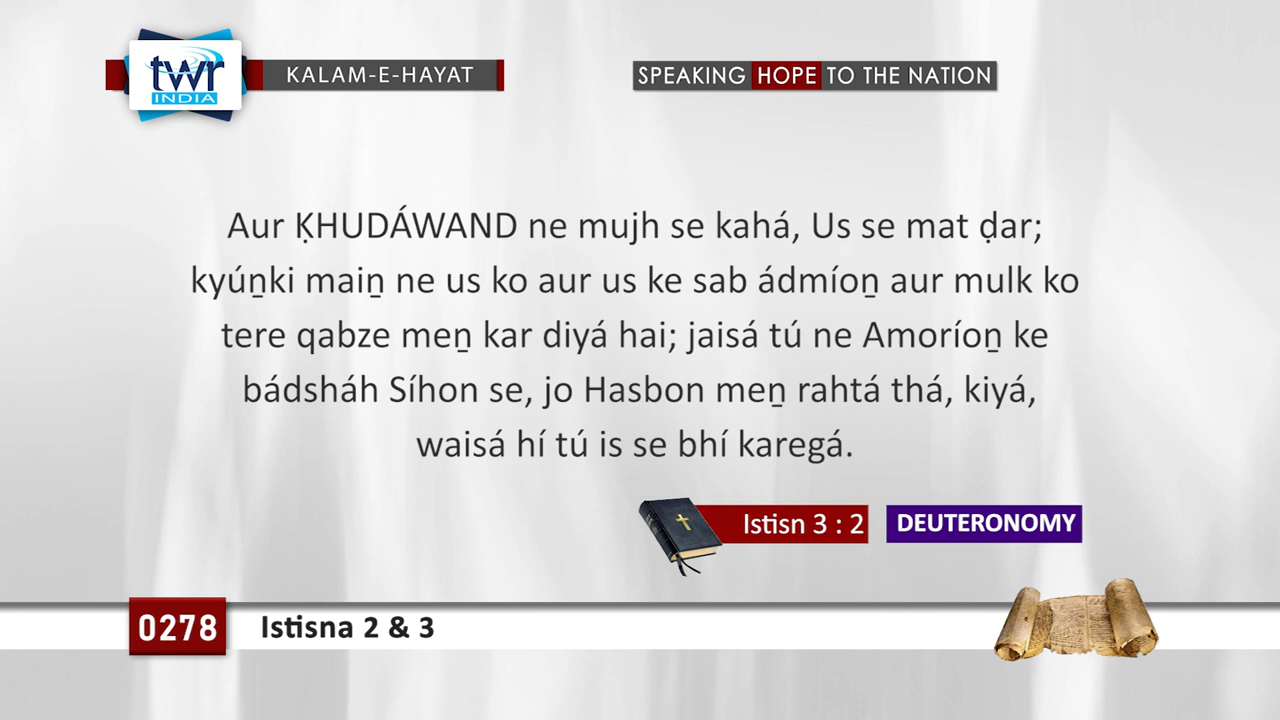 twr
INDIA
KALAM-E-HAYAT
SPEAKING HOPE TO THE NATION
Aur ḲHUDÁWAND ne mujh se kahá, Us se mat ḍar;
kyúṉki maiṉ ne us ko aur us ke sab ádmíoṉ aur mulk ko
tere qabze meṉ kar diyá hai; jaisá tú ne Amoríoṉ ke
bádsháh Síhon se, jo Hasbon meṉ rahtá thá, kiyá,
waisá hí tú is se bhí karegá.
Istisn 3 : 2
DEUTERONOMY
0278
Istisna 2 & 3